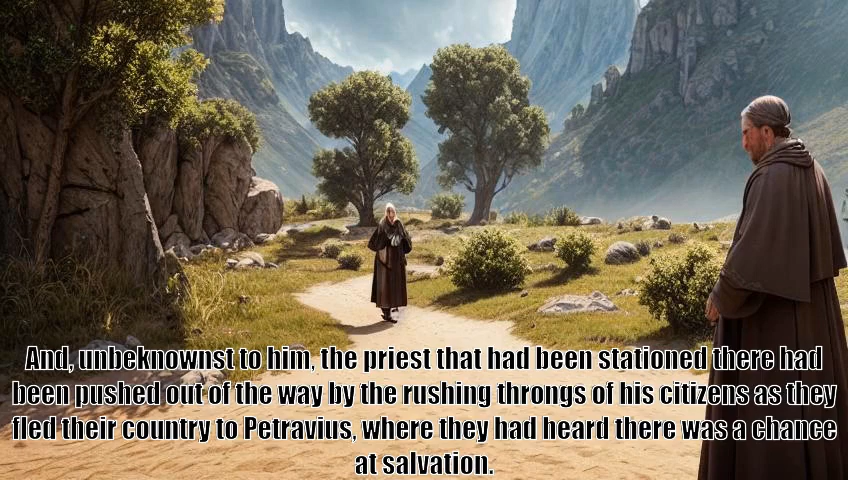 And, unbeknownst to him, the priest that had been stationed there had
been pushed out of the way by the rushing throngs of his citizens as they
fled their country to Petravius, where they had heard there was a chance
at salvation.